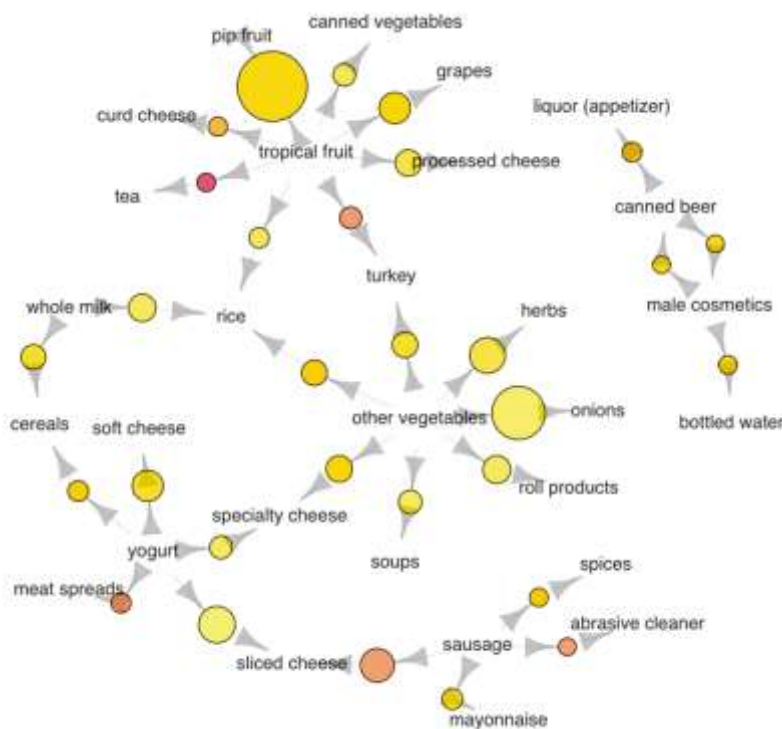 pip fruit
canned vegetables
grapes
curd cheese
liquor (appetizer)
tropical fruit
processed cheese
tea
canned beer
turkey
whole milk
rice
herbs
male cosmetics
cereals
soft cheese
other vegetables
onions
bottled water
roll products
specialty cheese
yogurt
soups
meat spreads
spices
abrasive cleaner
sausage
sliced cheese
mayonnaise